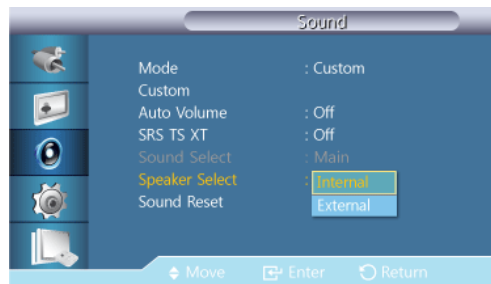 Sound
Mode : Custom
Custom
Auto Volume : Off
SRS TS XT : Off
Sound Select : Main
Speaker Select : Internal
External
Sound Reset
Move Enter Return